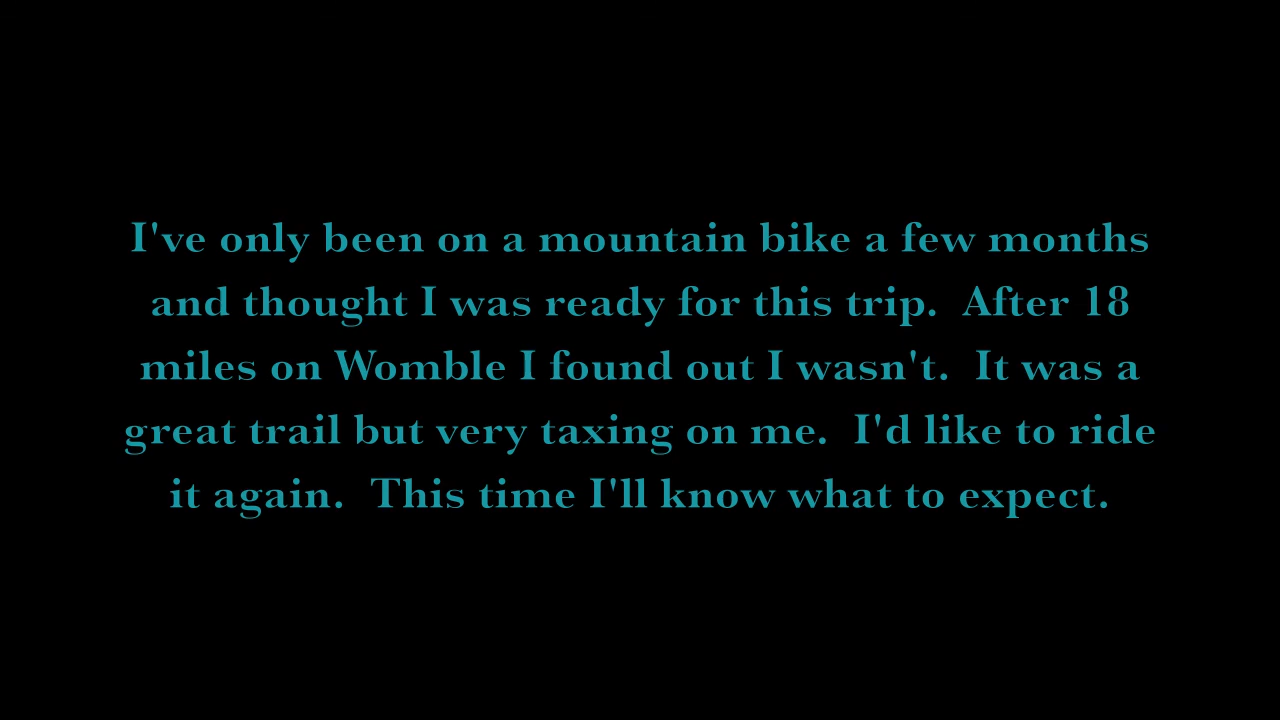 I've only been on a mountain bike a few months
and thought I was ready for this trip.  After 18
miles on Womble I found out I wasn't.  It was a
great trail but very taxing on me.  I'd like to ride
it again.  This time I'll know what to expect.